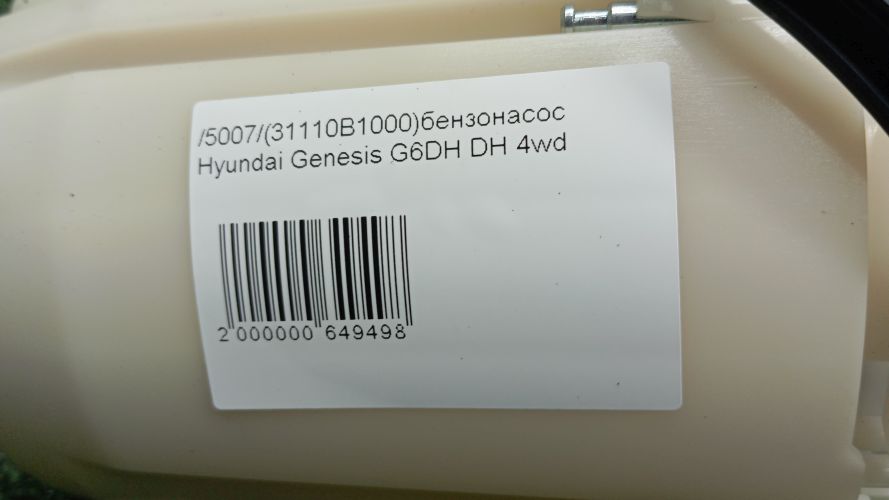 /5007/(31110B1000)бензонасос
Hyundai Genesis G6DH DH 4wd
2 000000 649498